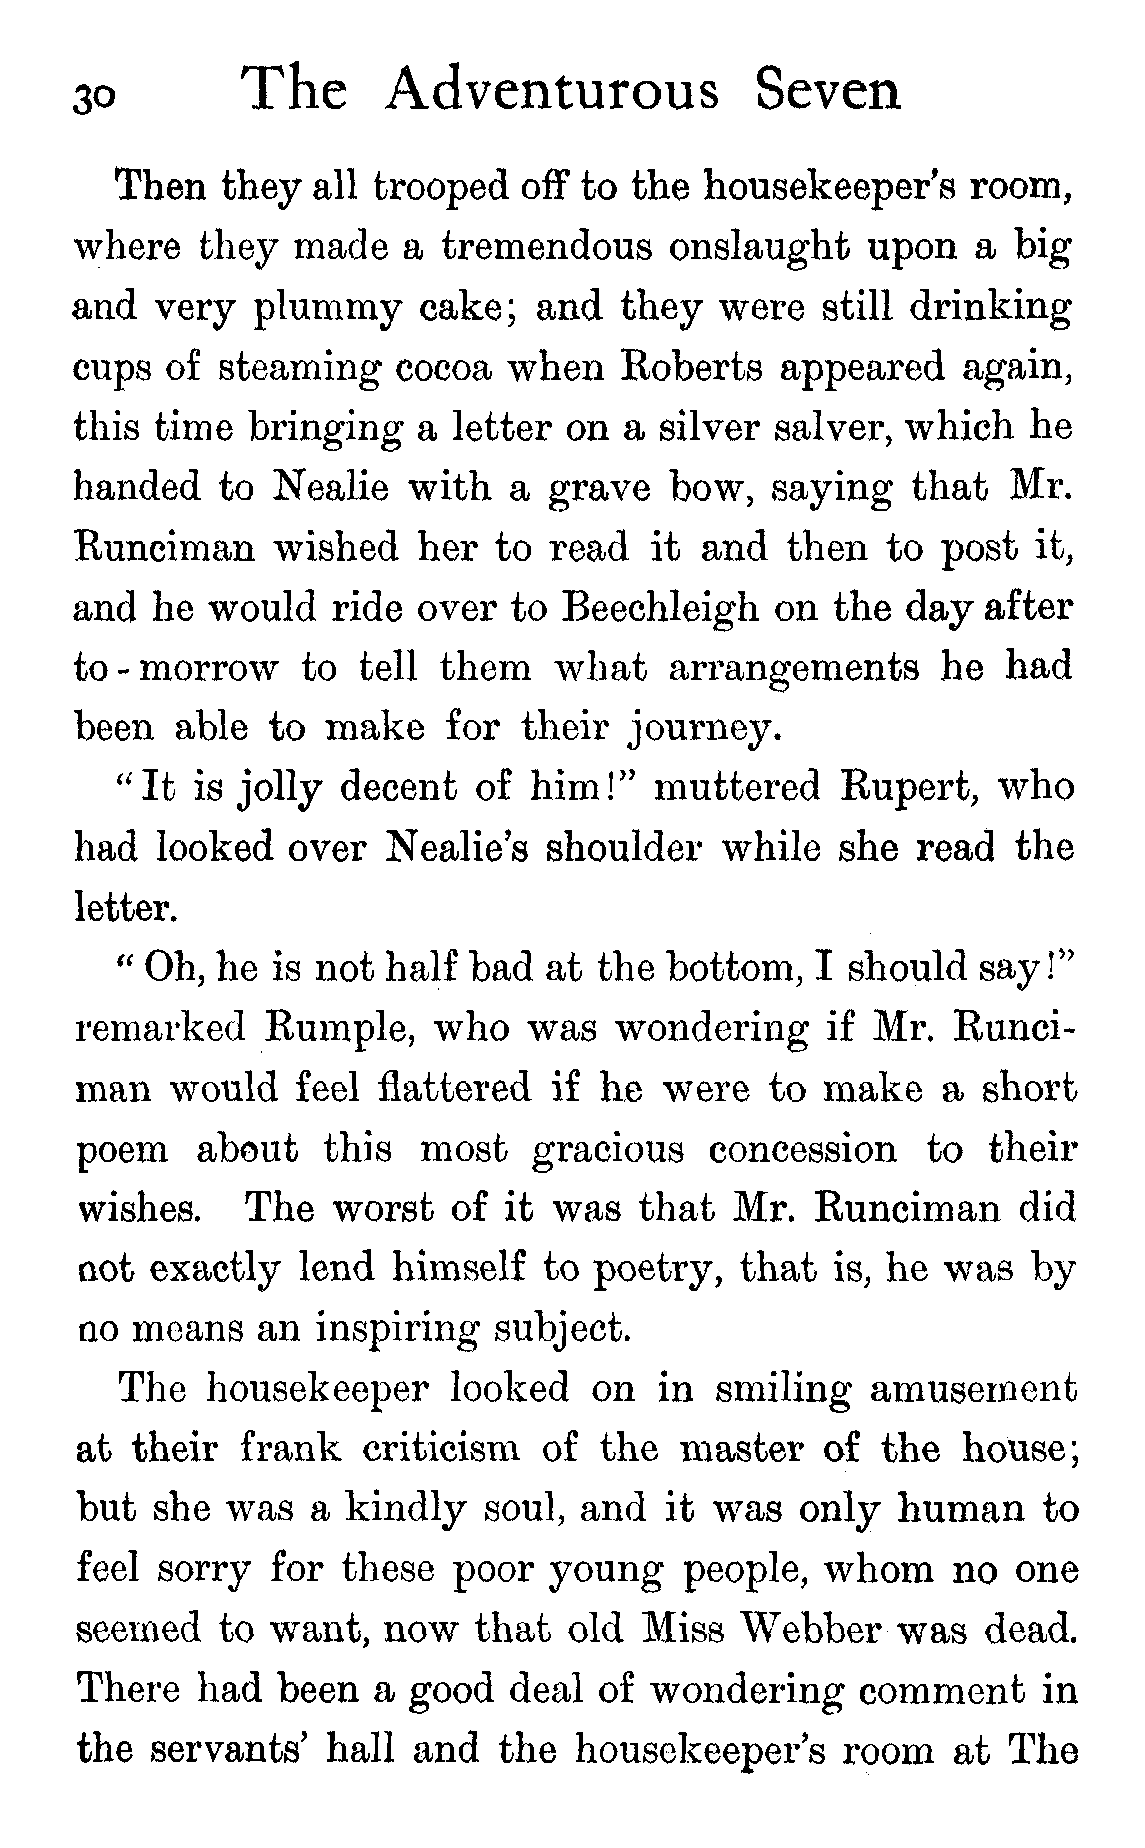 30 The Adventurous Seven
Then they all trooped off to the housekeeper's room,
where they made a tremendous onslaught upon a big
and very plummy cake; and they were still drinking
cups of steaming cocoa when Roberts appeared again,
this time bringing a letter on a silver salver, which he
handed to Nealie with a grave bow, saying that Mr.
Runciman wished her to read it and then to post it,
and he would ride over to Beechleigh on the day after
to-morrow to tell them what arrangements he had
been able to make for their journey.
"It is jolly decent of him!" muttered Rupert, who
had looked over Nealie's shoulder while she read the
letter.
"Oh, he is not half bad at the bottom, I should say!"
remarked Rumple, who was wondering if Mr. Runci-
man would feel flattered if he were to make a short
poem about this most gracious concession to their
wishes. The worst of it was that Mr. Runciman did
not exactly lend himself to poetry, that is, he was by
no means an inspiring subject.
The housekeeper looked on in smiling amusement
at their frank criticism of the master of the house;
but she was a kindly soul, and it was only human to
feel sorry for these poor young people, whom no one
seemed to want, now that old Miss Webber was dead.
There had been a good deal of wondering comment in
the servants' hall and the housekeeper's room at The